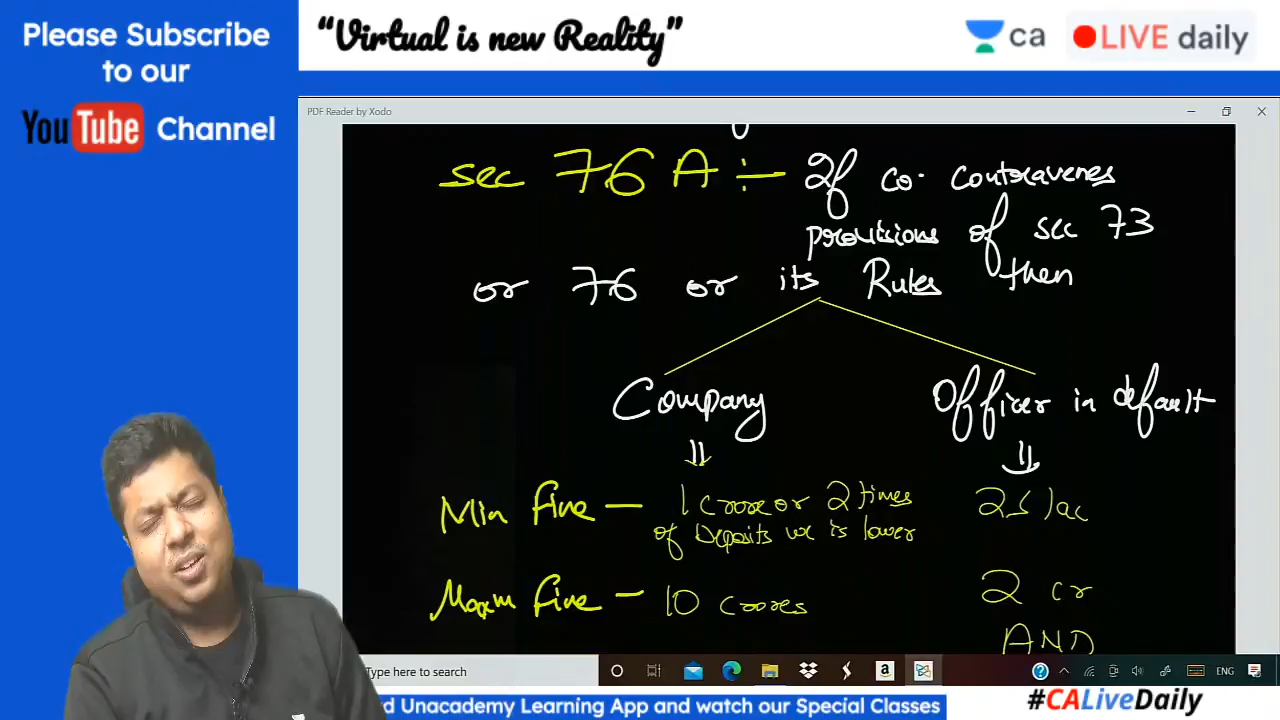 Please Subscribe
to our
YouTube Channel
“Virtual is new Reality”
ca
LIVE daily
PDF Reader by Xodo
sec 76 A :- If co. contravenes
provisions of sec 73
or 76 or its Rules then
Company
Officer in default
Min Fine - 1 crore or 2 times
of Deposits we is lower
25 lac
Maxm Fine - 10 crores
2 cr
AND
Type here to search
ENG
rd Unacademy Learning App and watch our Special Classes
#CALiveDaily